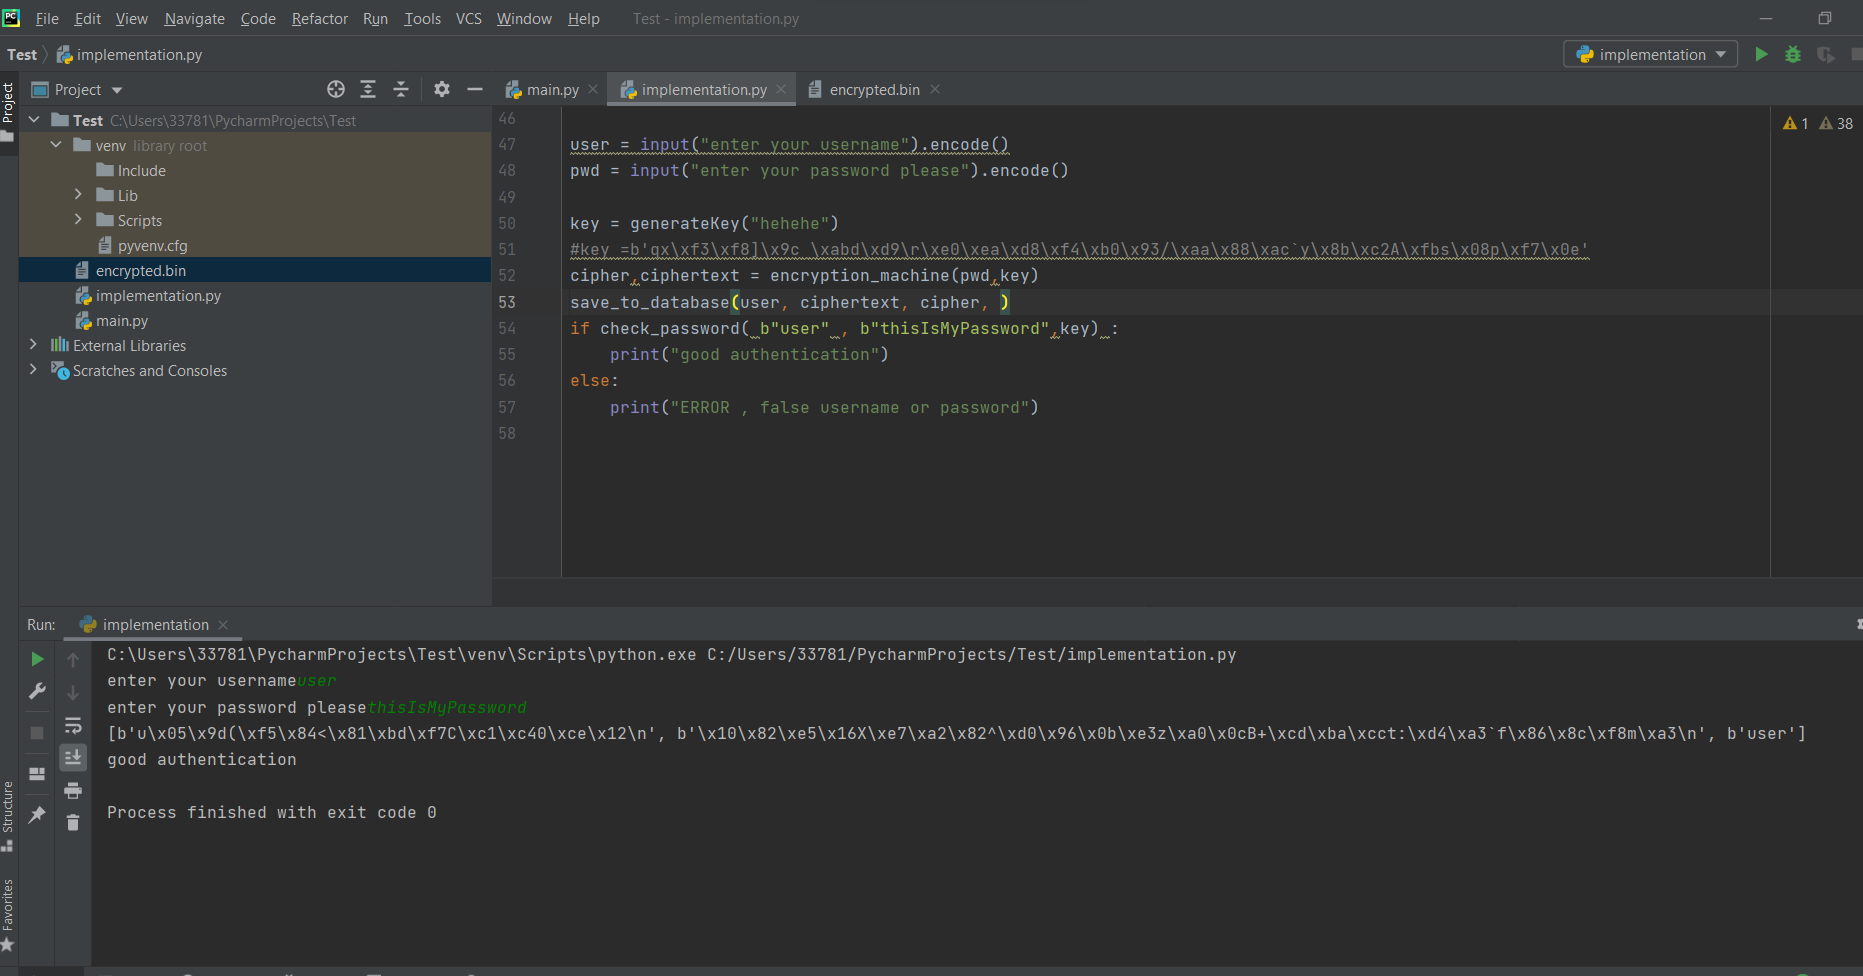 File Edit View Navigate Code Refactor Run Tools VCS Window Help Test - implementation.py
Test implementation.py implementation
Project
Project main.py implementation.py encrypted.bin
Test C:\Users\33781\PycharmProjects\Test
venv library root
Include
Lib
Scripts
pyvenv.cfg
encrypted.bin
implementation.py
main.py
External Libraries
Scratches and Consoles
1 38
46
47 user = input("enter your username").encode()
48 pwd = input("enter your password please").encode()
49
50 key = generateKey("hehehe")
51 #key =b'qx\xf3\xf8]\x9c \xabd\xd9\r\xe0\xea\xd8\xf4\xb0\x93/\xaa\x88\xac`y\x8b\xc2A\xfbs\x08p\xf7\x0e'
52 cipher,ciphertext = encryption_machine(pwd,key)
53 save_to_database(user, ciphertext, cipher, )
54 if check_password( b"user" , b"thisIsMyPassword",key) :
55 print("good authentication")
56 else:
57 print("ERROR , false username or password")
58
Run: implementation
C:\Users\33781\PycharmProjects\Test\venv\Scripts\python.exe C:/Users/33781/PycharmProjects/Test/implementation.py
enter your usernameuser
enter your password pleasethisIsMyPassword
[b'u\x05\x9d(\xf5\x84<\x81\xbd\xf7C\xc1\xc40\xce\x12\n', b'\x10\x82\xe5\x16X\xe7\xa2\x82^\xd0\x96\x0b\xe3z\xa0\x0cB+\xcd\xba\xcct:\xd4\xa3`f\x86\x8c\xf8m\xa3\n', b'user']
good authentication
Process finished with exit code 0
Structure
Favorites